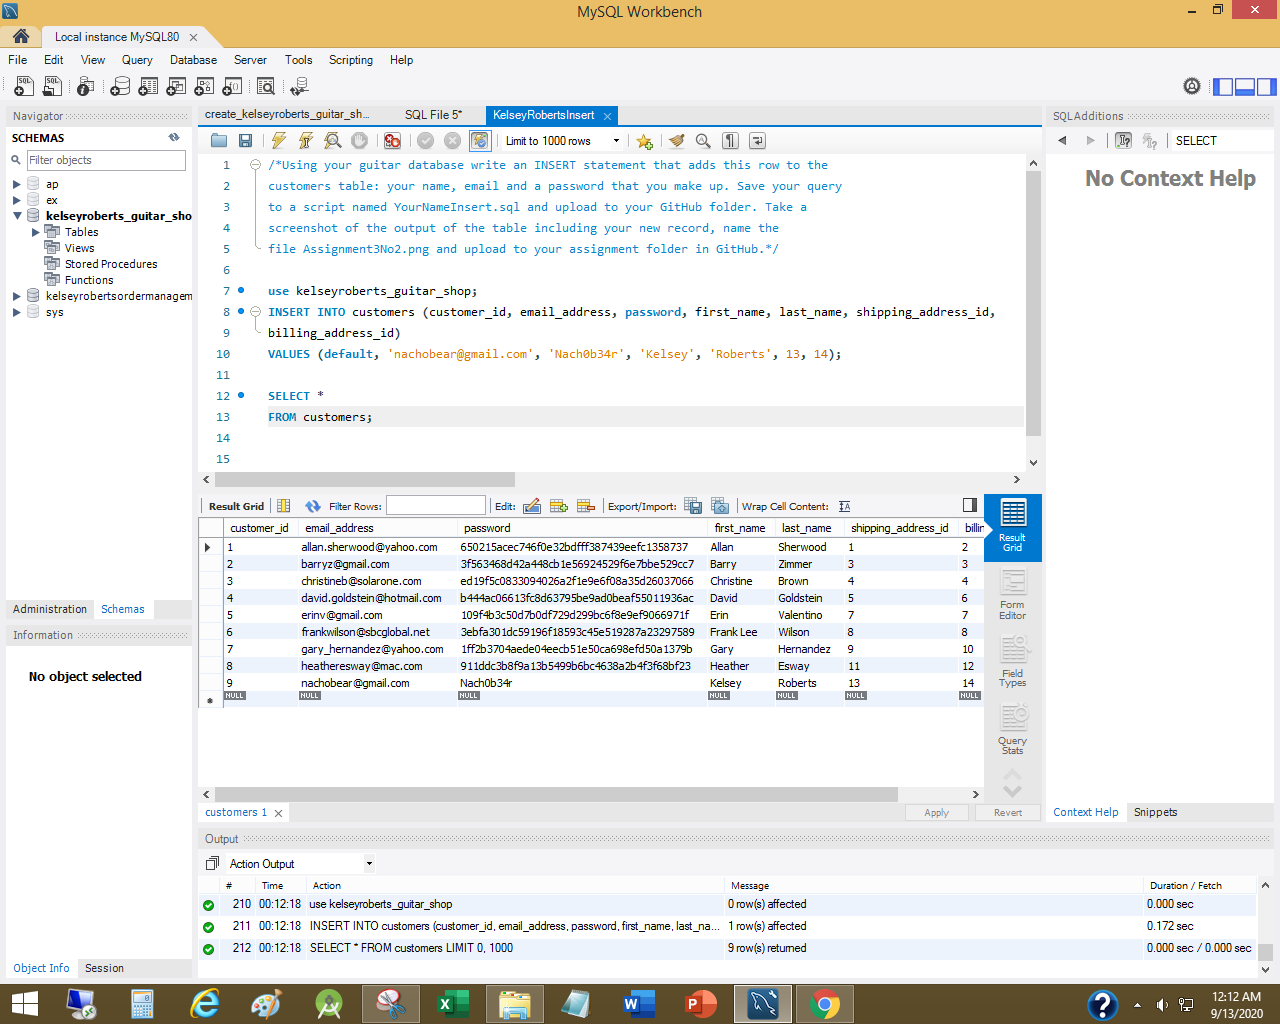 MySQL Workbench
Local instance MySQL80
File Edit View Query Database Server Tools Scripting Help
Navigator
SCHEMAS
Filter objects
ap
ex
kelseyroberts_guitar_sho
Tables
Views
Stored Procedures
Functions
kelseyrobertsordermanagem
sys
Administration Schemas
Information
No object selected
Object Info Session
create_kelseyroberts_guitar_sh... SQL File 5* KelseyRobertsInsert
Limit to 1000 rows
1 /*Using your guitar database write an INSERT statement that adds this row to the
2 customers table: your name, email and a password that you make up. Save your query
3 to a script named YourNameInsert.sql and upload to your GitHub folder. Take a
4 screenshot of the output of the table including your new record, name the
5 file Assignment3No2.png and upload to your assignment folder in GitHub.*/
6
7 use kelseyroberts_guitar_shop;
8 INSERT INTO customers (customer_id, email_address, password, first_name, last_name, shipping_address_id,
9 billing_address_id)
10 VALUES (default, 'nachobear@gmail.com', 'Nach0b34r', 'Kelsey', 'Roberts', 13, 14);
11
12 SELECT *
13 FROM customers;
14
15
Result Grid Filter Rows: Edit: Export/Import: Wrap Cell Content:
customer_id email_address password first_name last_name shipping_address_id billin
1 allan.sherwood@yahoo.com 650215acec746f0e32bdfff387439eefc1358737 Allan Sherwood 1 2
2 barryz@gmail.com 3f563468d42a448cb1e56924529f6e7bbe529cc7 Barry Zimmer 3 3
3 christineb@solarone.com ed19f5c0833094026a2f1e9e6f08a35d26037066 Christine Brown 4 4
4 david.goldstein@hotmail.com b444ac06613fc8d63795be9ad0beaf55011936ac David Goldstein 5 6
5 erinv@gmail.com 109f4b3c50d7b0df729d299bc6f8e9ef9066971f Erin Valentino 7 7
6 frankwilson@sbcglobal.net 3ebfa301dc59196f18593c45e519287a23297589 Frank Lee Wilson 8 8
7 gary_hernandez@yahoo.com 1ff2b3704aede04eecb51e50ca698efd50a1379b Gary Hernandez 9 10
8 heatheresway@mac.com 911ddc3b8f9a13b5499b6bc4638a2b4f3f68bf23 Heather Esway 11 12
9 nachobear@gmail.com Nach0b34r Kelsey Roberts 13 14
NULL NULL NULL NULL NULL NULL NULL
Result
Grid
Form
Editor
Field
Types
Query
Stats
customers 1
Apply Revert
SQLAdditions
SELECT
No Context Help
Context Help Snippets
Output
Action Output
# Time Action Message Duration / Fetch
210 00:12:18 use kelseyroberts_guitar_shop 0 row(s) affected 0.000 sec
211 00:12:18 INSERT INTO customers (customer_id, email_address, password, first_name, last_na... 1 row(s) affected 0.172 sec
212 00:12:18 SELECT * FROM customers LIMIT 0, 1000 9 row(s) returned 0.000 sec / 0.000 sec
12:12 AM
9/13/2020